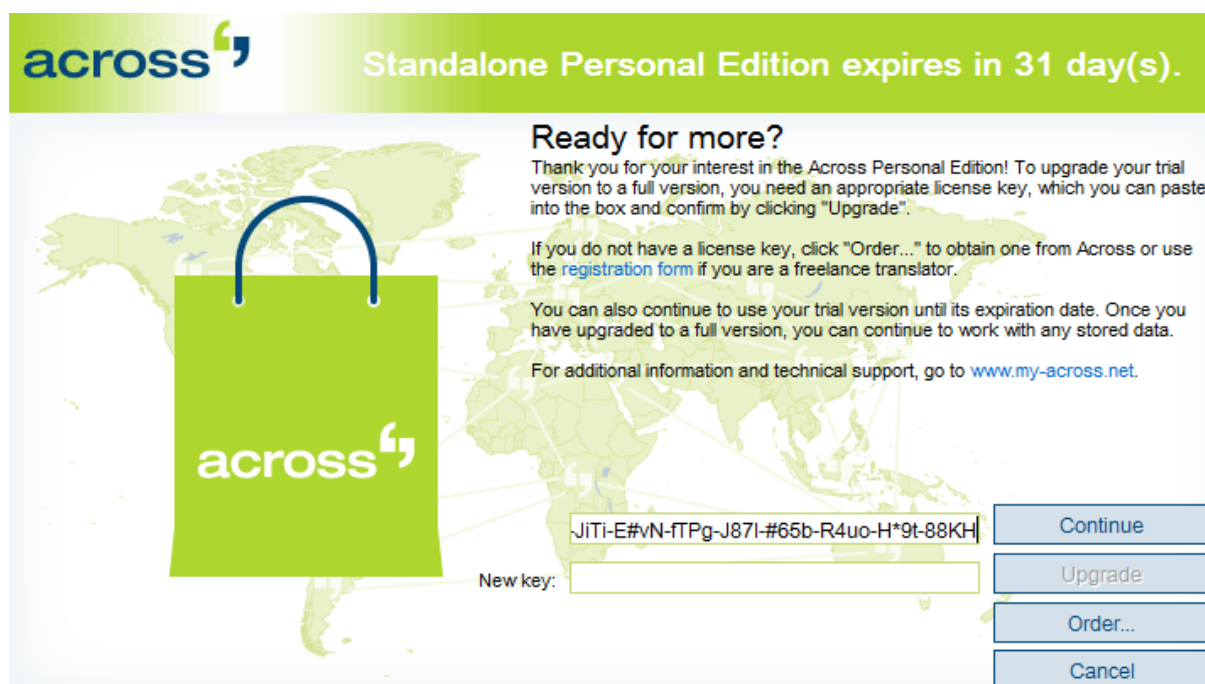 across
Standalone Personal Edition expires in 31 day(s).
Ready for more?
Thank you for your interest in the Across Personal Edition! To upgrade your trial
version to a full version, you need an appropriate license key, which you can paste
into the box and confirm by clicking "Upgrade".
If you do not have a license key, click "Order..." to obtain one from Across or use
the registration form if you are a freelance translator.
You can also continue to use your trial version until its expiration date. Once you
have upgraded to a full version, you can continue to work with any stored data.
For additional information and technical support, go to www.my-across.net.
across
-JiTi-E#vN-fTPg-J87l-#65b-R4uo-H*9t-88KH
Continue
New key:
Upgrade
Order...
Cancel